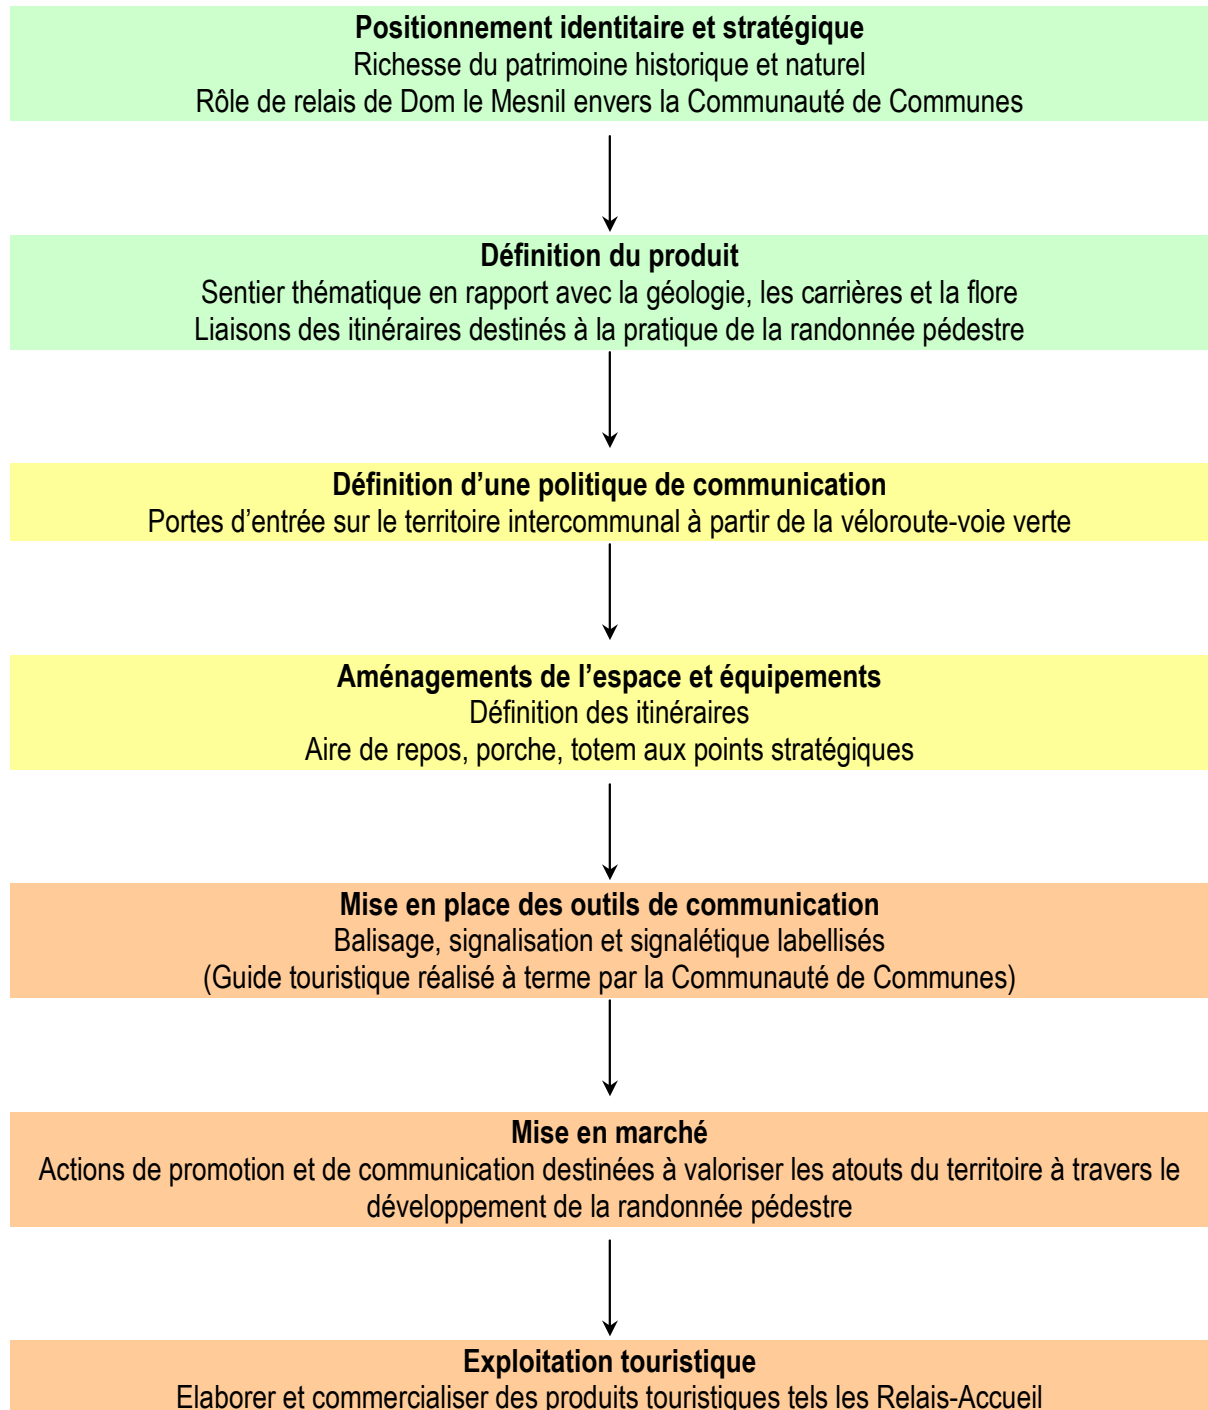 Positionnement identitaire et stratégique
Richesse du patrimoine historique et naturel
Rôle de relais de Dom le Mesnil envers la Communauté de Communes
Définition du produit
Sentier thématique en rapport avec la géologie, les carrières et la flore
Liaisons des itinéraires destinés à la pratique de la randonnée pédestre
Définition d’une politique de communication
Portes d’entrée sur le territoire intercommunal à partir de la véloroute-voie verte
Aménagements de l’espace et équipements
Définition des itinéraires
Aire de repos, porche, totem aux points stratégiques
Mise en place des outils de communication
Balisage, signalisation et signalétique labellisés
(Guide touristique réalisé à terme par la Communauté de Communes)
Mise en marché
Actions de promotion et de communication destinées à valoriser les atouts du territoire à travers le
développement de la randonnée pédestre
Exploitation touristique
Elaborer et commercialiser des produits touristiques tels les Relais-Accueil